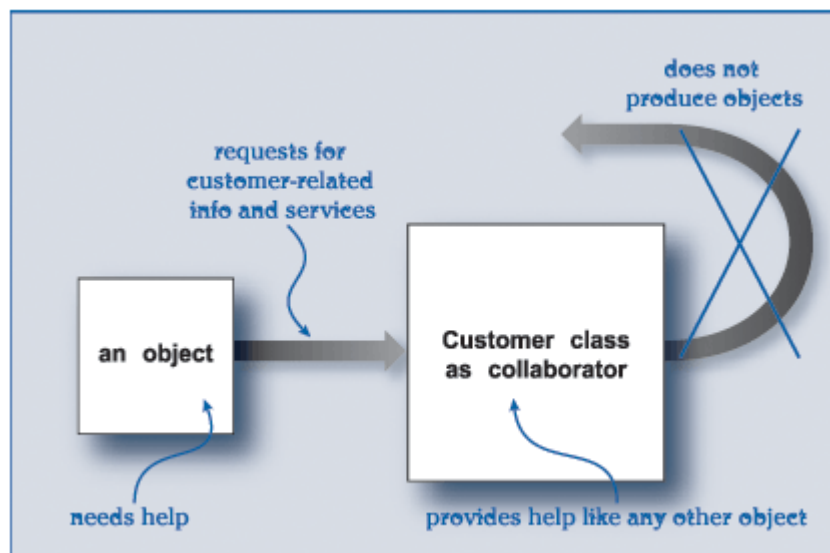 does not
produce objects
requests for
customer-related
info and services
an object
Customer class
as collaborator
needs help
provides help like any other object